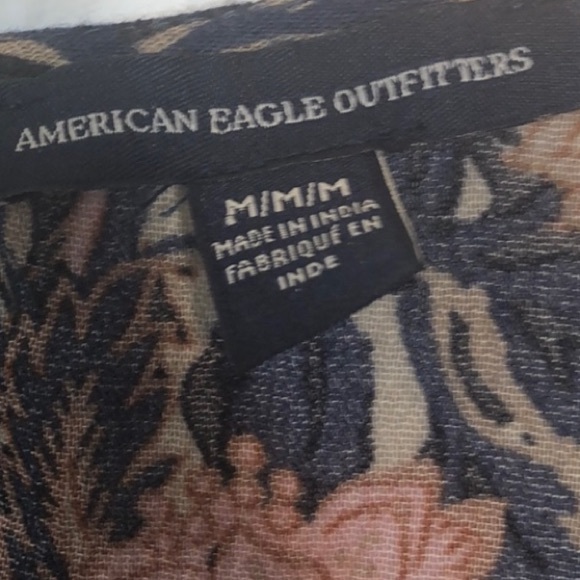 AMERICAN EAGLE OUTFITTERS
M/M/M
MADE IN INDIA
FABRIQUÉ EN
INDE